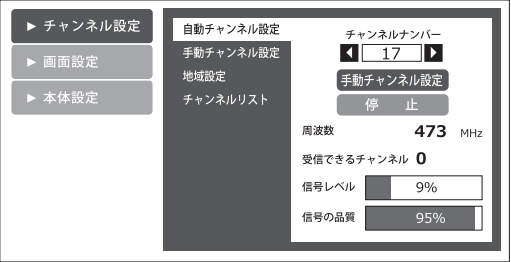 ▶ チャンネル設定
▶ 画面設定
▶ 本体設定
自動チャンネル設定
手動チャンネル設定
地域設定
チャンネルリスト
チャンネルナンバー
17
手動チャンネル設定
停　止
周波数 473 MHz
受信できるチャンネル 0
信号レベル 9%
信号の品質 95%